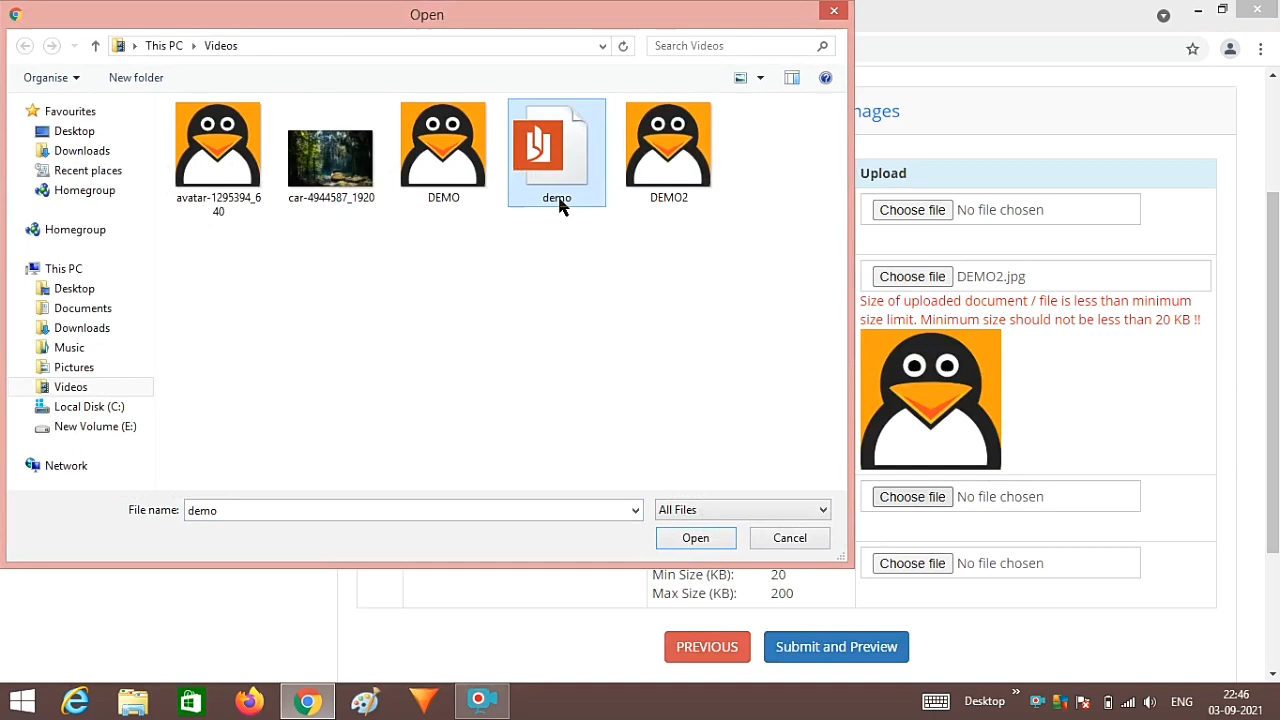 Open
This PC
Videos
Search Videos
Organise
New folder
Favourites
Desktop
Downloads
Recent places
Homegroup
Homegroup
This PC
Desktop
Documents
Downloads
Music
Pictures
Videos
Local Disk (C:)
New Volume (E:)
Network
avatar-1295394_6
40
car-4944587_1920
DEMO
demo
DEMO2
File name:
demo
All Files
Open
Cancel
nages
Upload
Choose file No file chosen
Choose file DEMO2.jpg
Size of uploaded document / file is less than minimum
size limit. Minimum size should not be less than 20 KB !!
Choose file No file chosen
Choose file No file chosen
Min Size (KB): 20
Max Size (KB): 200
PREVIOUS
Submit and Preview
Desktop
ENG
22:46
03-09-2021